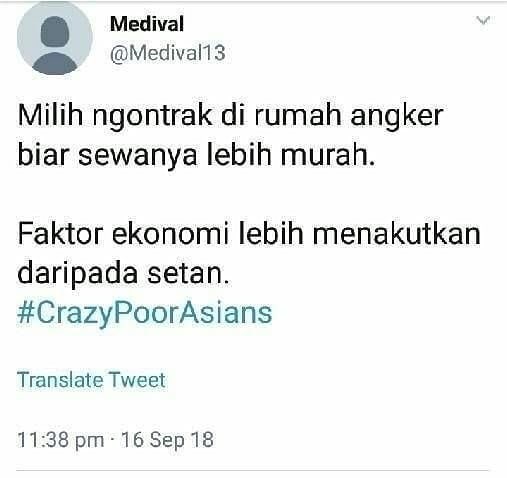 Medival
@Medival13
Milih ngontrak di rumah angker
biar sewanya lebih murah.
Faktor ekonomi lebih menakutkan
daripada setan.
#CrazyPoorAsians
Translate Tweet
11:38 pm · 16 Sep 18